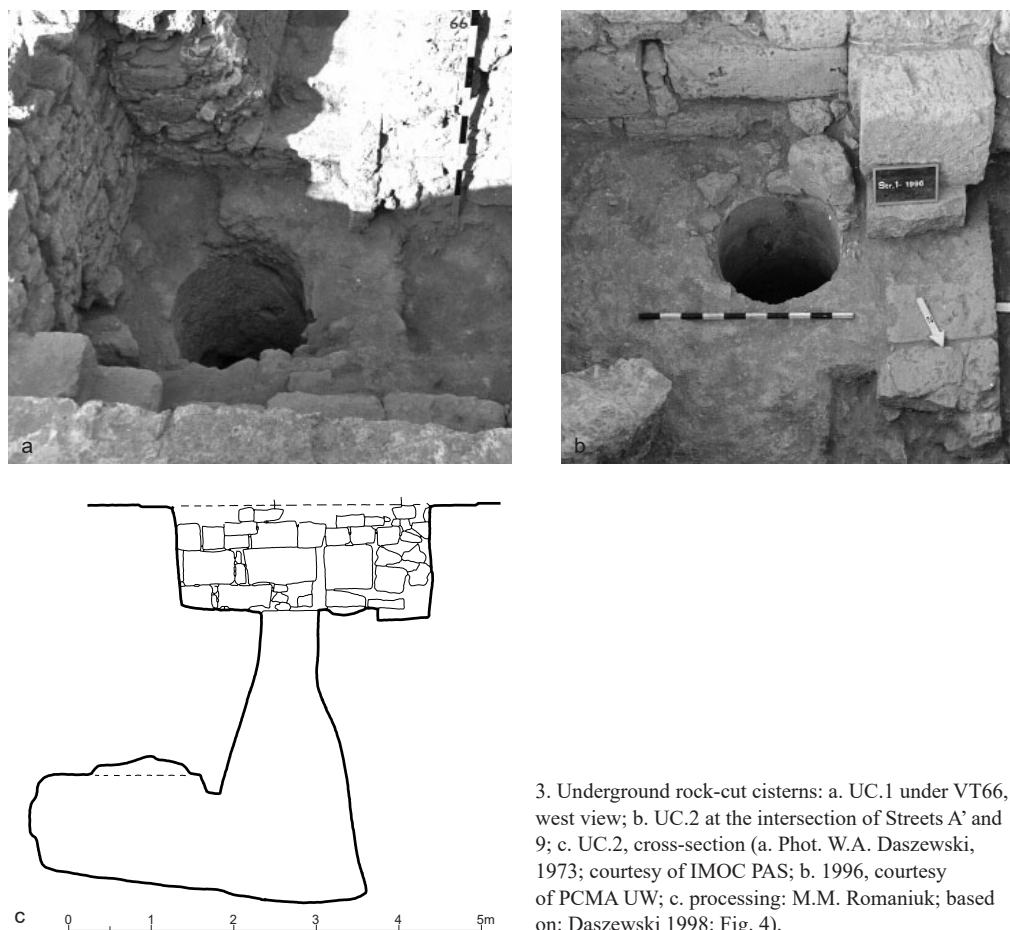 66
a
Str.1- 1996
b
c 0 1 2 3 4 5m
3. Underground rock-cut cisterns: a. UC.1 under VT66,
west view; b. UC.2 at the intersection of Streets A’ and
9; c. UC.2, cross-section (a. Phot. W.A. Daszewski,
1973; courtesy of IMOC PAS; b. 1996, courtesy
of PCMA UW; c. processing: M.M. Romaniuk; based
on: Daszewski 1998: Fig. 4).